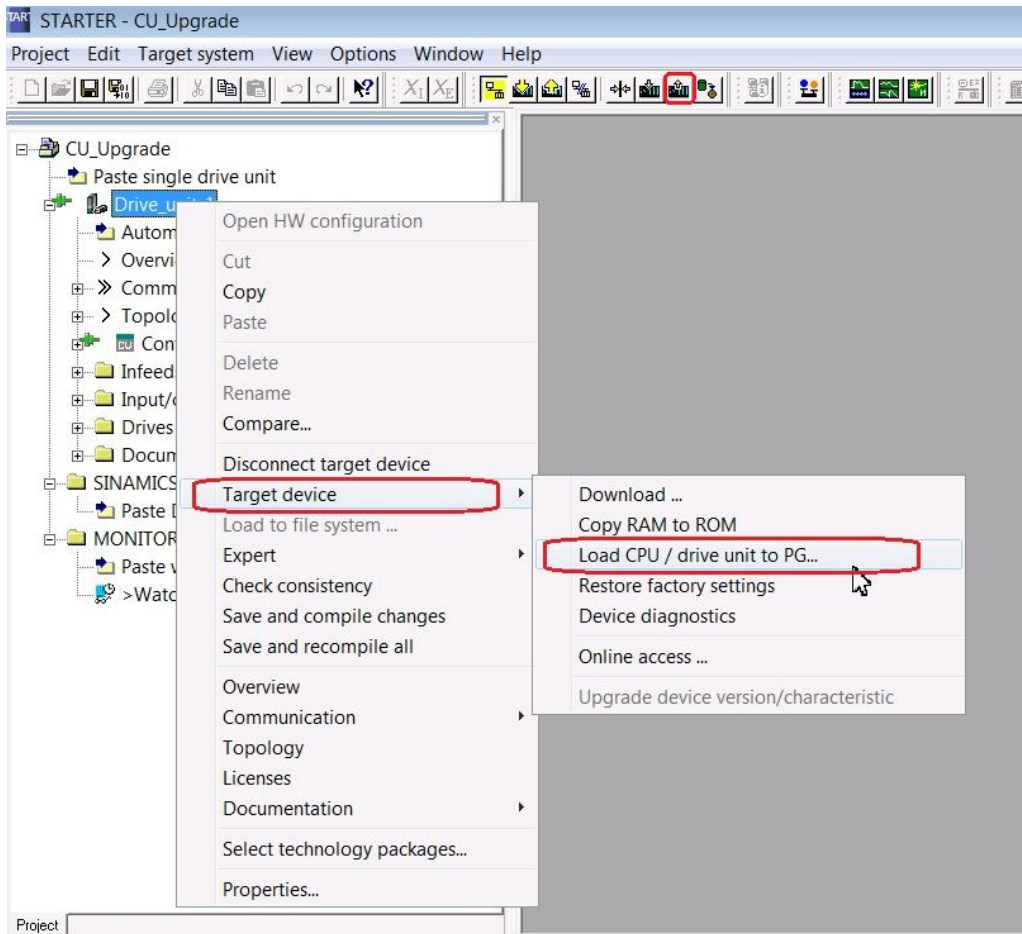 STARTER - CU_Upgrade
Project Edit Target system View Options Window Help
CU_Upgrade
Paste single drive unit
Drive_u
Autom
Open HW configuration
Overvi
Cut
Comm
Copy
Topolo
Paste
CU Con
Delete
Infeed
Rename
Input/
Compare...
Drives
Docum
Disconnect target device
SINAMICS
Target device
Download ...
Paste
Load to file system ...
Copy RAM to ROM
MONITOR
Expert
Load CPU / drive unit to PG...
Paste
Check consistency
Restore factory settings
>Watc
Save and compile changes
Device diagnostics
Save and recompile all
Online access ...
Overview
Upgrade device version/characteristic
Communication
Topology
Licenses
Documentation
Select technology packages...
Properties...
Project